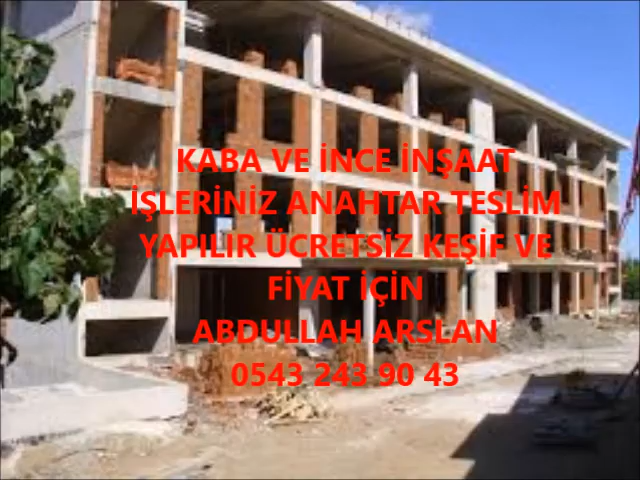 KABA VE İNCE İNŞAAT
İŞLERİNİZ ANAHTAR TESLİM
YAPILIR ÜCRETSİZ KEŞİF VE
FİYAT İÇİN
ABDULLAH ARSLAN
0543 243 90 43